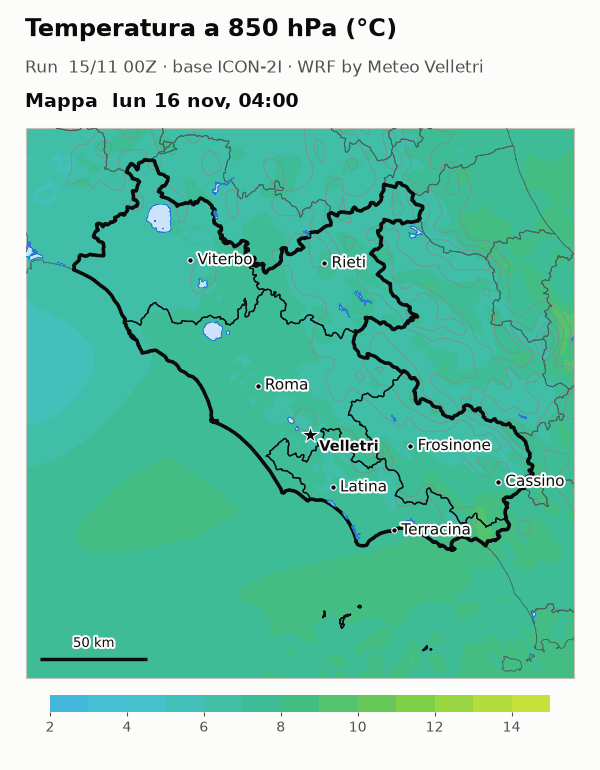 Temperatura a 850 hPa (°C)
Run  15/11 00Z · base ICON-2I · WRF by Meteo Velletri
Mappa  lun 16 nov, 04:00
Viterbo
Rieti
Roma
Velletri
Frosinone
Latina
Cassino
Terracina
50 km
2 4 6 8 10 12 14